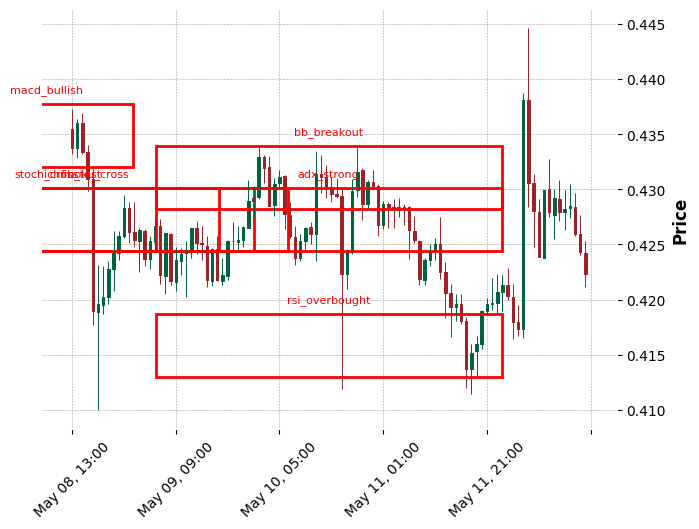 0.445
0.440
0.435
0.430
0.425
0.420
0.415
0.410
Price
macd_bullish
bb_breakout
adx_strong
rsi_overbought
May 08, 13:00
May 09, 09:00
May 10, 05:00
May 11, 01:00
May 11, 21:00